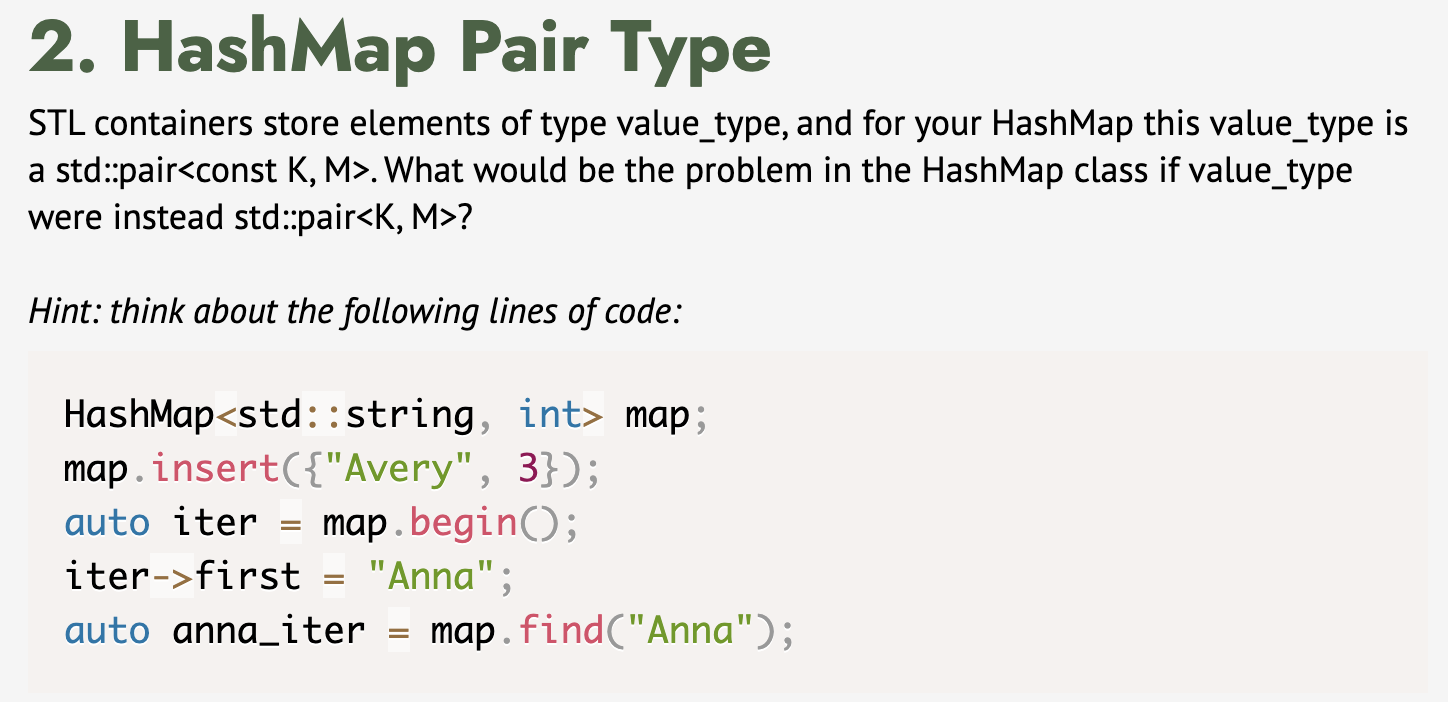 2. HashMap Pair Type
STL containers store elements of type value_type, and for your HashMap this value_type is
a std::pair<const K, M>. What would be the problem in the HashMap class if value_type
were instead std::pair<K, M>?
Hint: think about the following lines of code:
HashMap<std::string, int> map;
map.insert({"Avery", 3});
auto iter = map.begin();
iter->first = "Anna";
auto anna_iter = map.find("Anna");